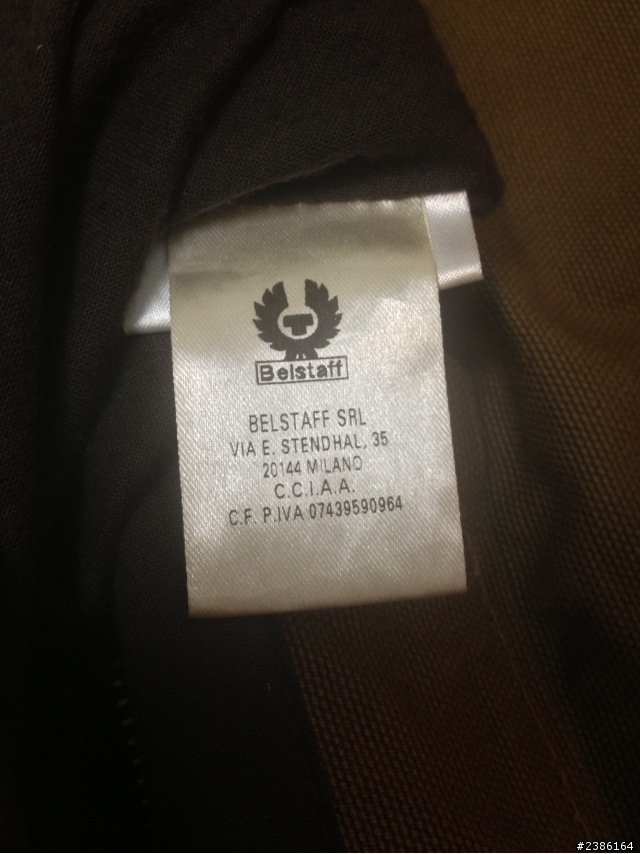 Belstaff
BELSTAFF SRL
VIA E. STENDHAL, 35
20144 MILANO
C.C.I.A.A.
C.F. P.IVA 07439590964
#2386164